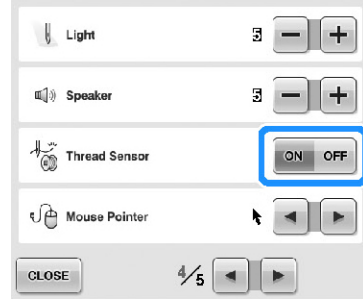 Light 5 − +
Speaker 5 − +
Thread Sensor ON OFF
Mouse Pointer
CLOSE 4/5